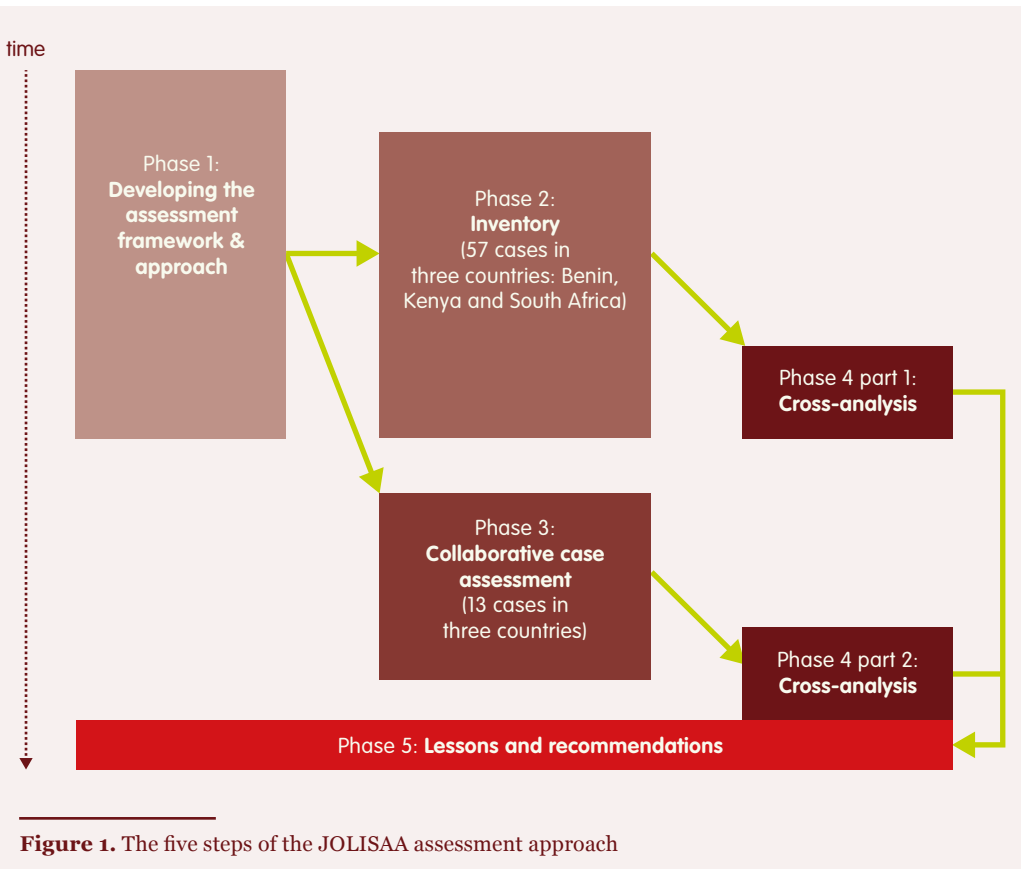 time
Phase 1:
Developing the
assessment
framework &
approach
Phase 2:
Inventory
(57 cases in
three countries: Benin,
Kenya and South Africa)
Phase 4 part 1:
Cross-analysis
Phase 3:
Collaborative case
assessment
(13 cases in
three countries)
Phase 4 part 2:
Cross-analysis
Phase 5: Lessons and recommendations
Figure 1. The five steps of the JOLISAA assessment approach